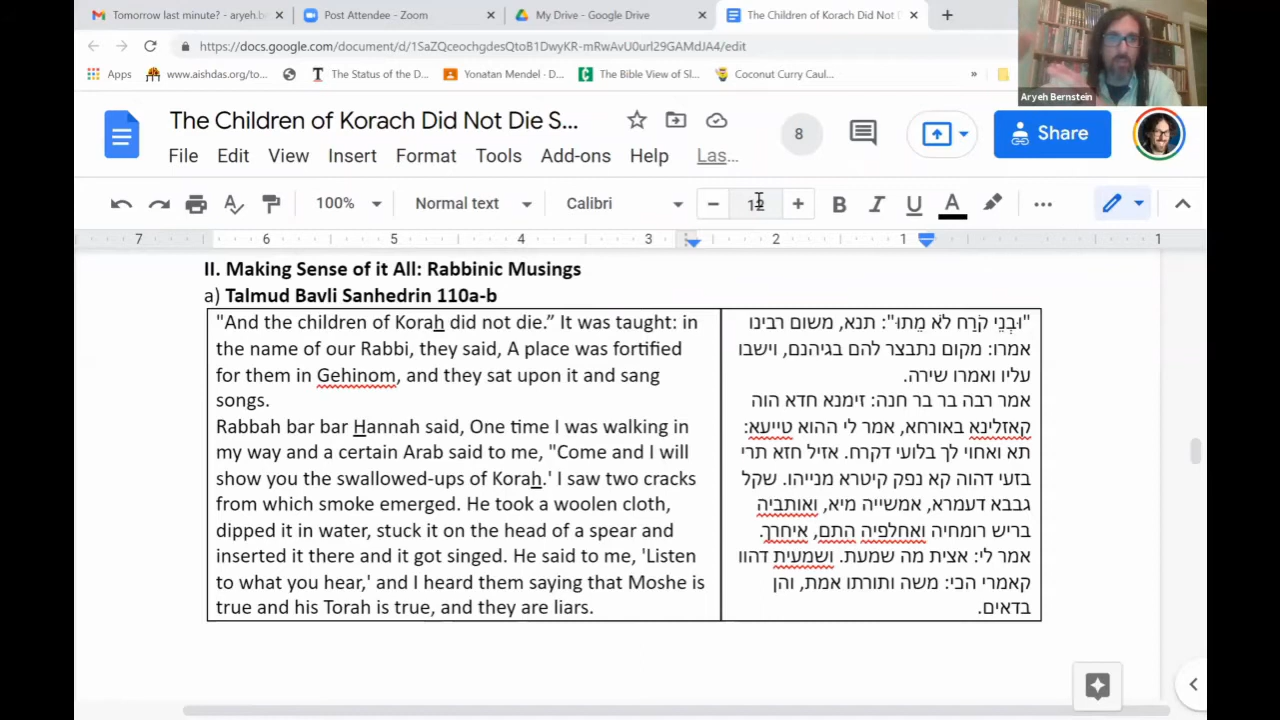 Tomorrow last minute? - aryeh.be
Post Attendee - Zoom
My Drive - Google Drive
The Children of Korach Did Not D
https://docs.google.com/document/d/1SaZQceochgdesQtoB1DwyKR-mRwAvU0url29GAMdJA4/edit
Apps
www.aishdas.org/to...
The Status of the D...
Yonatan Mendel · D...
The Bible View of Sl...
Coconut Curry Caul...
»
Aryeh Bernstein
The Children of Korach Did Not Die S...
8
Share
File Edit View Insert Format Tools Add-ons Help Las...
100% Normal text Calibri 12 B I U A
7 6 5 4 3 2 1 1
II. Making Sense of it All: Rabbinic Musings
a) Talmud Bavli Sanhedrin 110a-b
"And the children of Korah did not die.” It was taught: in
the name of our Rabbi, they said, A place was fortified
for them in Gehinom, and they sat upon it and sang
songs.
Rabbah bar bar Hannah said, One time I was walking in
my way and a certain Arab said to me, "Come and I will
show you the swallowed-ups of Korah.' I saw two cracks
from which smoke emerged. He took a woolen cloth,
dipped it in water, stuck it on the head of a spear and
inserted it there and it got singed. He said to me, 'Listen
to what you hear,' and I heard them saying that Moshe is
true and his Torah is true, and they are liars.
"וּבְנֵי קֹרַח לֹא מֵתוּ": תנא, משום רבינו
אמרו: מקום נתבצר להם בגיהנם, וישבו
עליו ואמרו שירה.
אמר רבה בר בר חנה: זימנא חדא הוה
קאזלינא באורחא, אמר לי ההוא טייעא:
תא ואחוי לך בלועי דקרח. אזיל חזא תרי
בזעי דהוה קא נפק קיטרא מנייהו. שקל
גבבא דעמרא, אמשייה מיא, ואותביה
בריש רומחיה ואחלפיה התם, איחרך.
אמר לי: אצית מה שמעת. ושמעית דהוו
קאמרי הכי: משה ותורתו אמת, והן
בדאים.